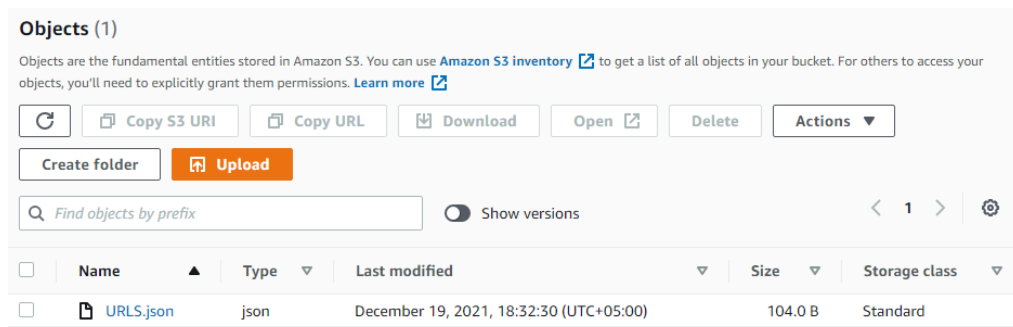 Objects (1)
Objects are the fundamental entities stored in Amazon S3. You can use Amazon S3 inventory to get a list of all objects in your bucket. For others to access your
objects, you'll need to explicitly grant them permissions. Learn more
Copy S3 URI Copy URL Download Open Delete Actions
Create folder Upload
Find objects by prefix Show versions 1
Name Type Last modified Size Storage class
URLS.json json December 19, 2021, 18:32:30 (UTC+05:00) 104.0 B Standard